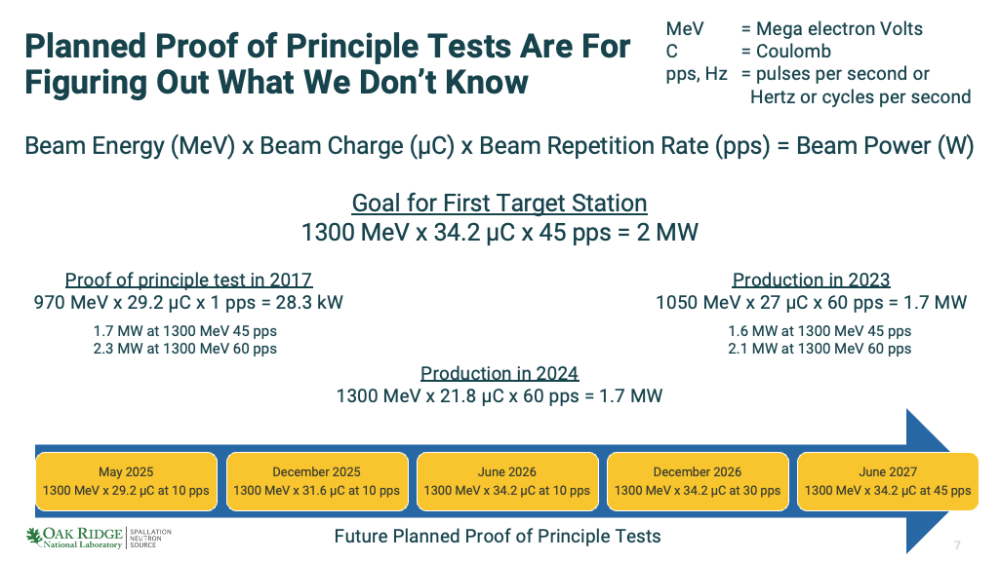 Planned Proof of Principle Tests Are For
Figuring Out What We Don't Know
MeV = Mega electron Volts
C = Coulomb
pps, Hz = pulses per second or
Hertz or cycles per second
Beam Energy (MeV) x Beam Charge (µC) x Beam Repetition Rate (pps) = Beam Power (W)
Goal for First Target Station
1300 MeV x 34.2 µC x 45 pps = 2 MW
Proof of principle test in 2017
970 MeV x 29.2 µC x 1 pps = 28.3 kW
1.7 MW at 1300 MeV 45 pps
2.3 MW at 1300 MeV 60 pps
Production in 2023
1050 MeV x 27 µC x 60 pps = 1.7 MW
1.6 MW at 1300 MeV 45 pps
2.1 MW at 1300 MeV 60 pps
Production in 2024
1300 MeV x 21.8 µC x 60 pps = 1.7 MW
May 2025
1300 MeV x 29.2 µC at 10 pps
December 2025
1300 MeV x 31.6 µC at 10 pps
June 2026
1300 MeV x 34.2 µC at 10 pps
December 2026
1300 MeV x 34.2 µC at 30 pps
June 2027
1300 MeV x 34.2 µC at 45 pps
OAK RIDGE
National Laboratory
SPALLATION
NEUTRON
SOURCE
Future Planned Proof of Principle Tests
7